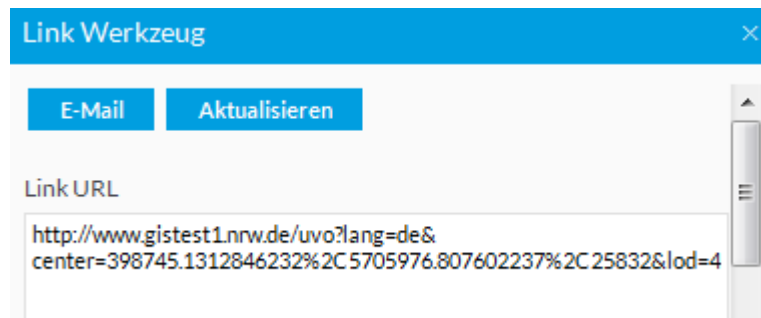 Link Werkzeug
E-Mail Aktualisieren
Link URL
http://www.gistest1.nrw.de/uvo?lang=de&
center=398745.1312846232%2C5705976.807602237%2C25832&lod=4